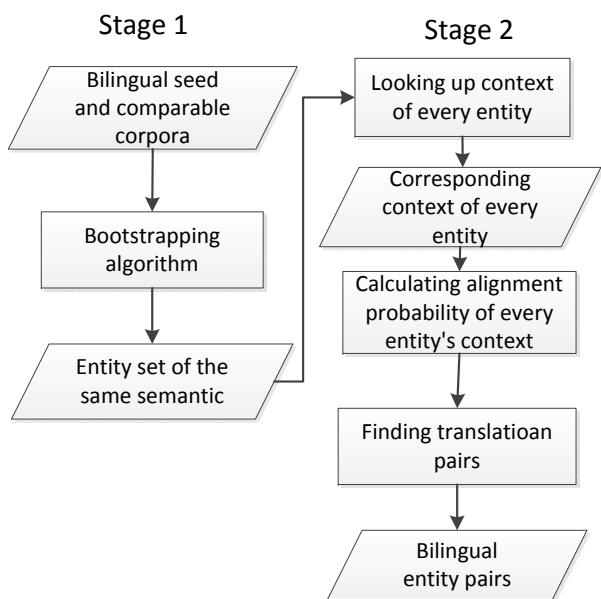 Stage 1
Bilingual seed
and comparable
corpora
Bootstrapping
algorithm
Entity set of the
same semantic
Stage 2
Looking up context
of every entity
Corresponding
context of every
entity
Calculating alignment
probability of every
entity's context
Finding translatioan
pairs
Bilingual
entity pairs